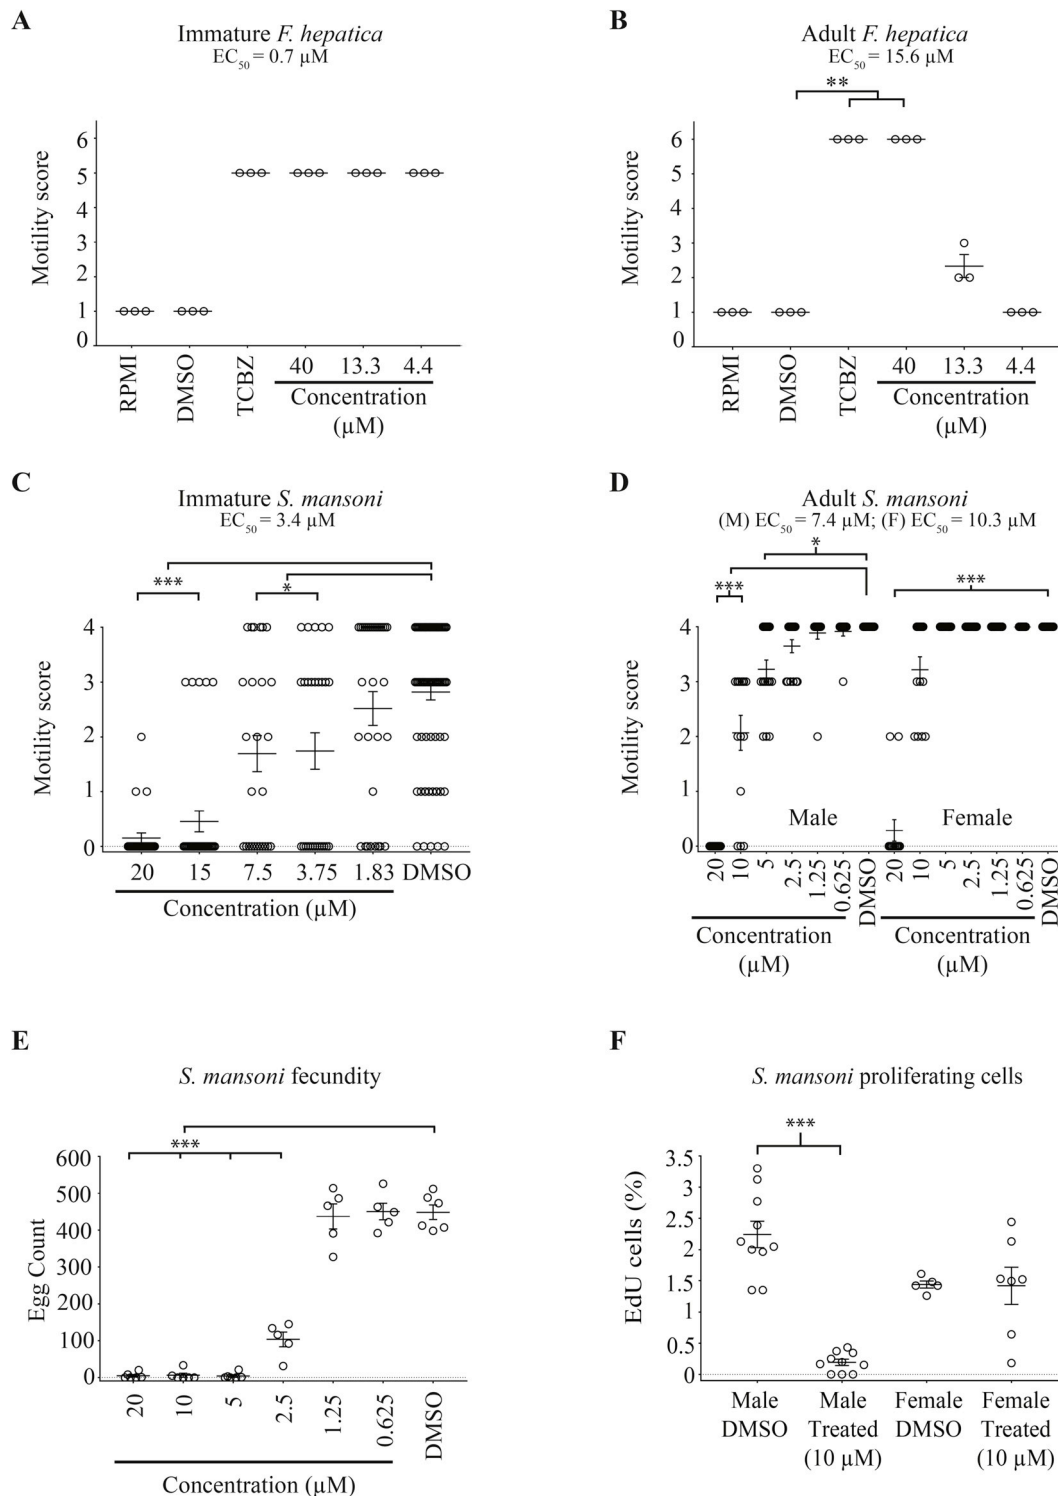 A
Immature F. hepatica
EC50 = 0.7 µM
Motility score
6
5
4
3
2
1
0
RPMI
DMSO
TCBZ
40
13.3
4.4
Concentration
(µM)
B
Adult F. hepatica
EC50 = 15.6 µM
**
Motility score
6
5
4
3
2
1
0
RPMI
DMSO
TCBZ
40
13.3
4.4
Concentration
(µM)
C
Immature S. mansoni
EC50 = 3.4 µM
***
*
Motility score
4
3
2
1
0
20
15
7.5
3.75
1.83
DMSO
Concentration (µM)
D
Adult S. mansoni
(M) EC50 = 7.4 µM; (F) EC50 = 10.3 µM
*
***
***
Motility score
4
3
2
1
0
Male
Female
20
10
5
2.5
1.25
0.625
DMSO
20
10
5
2.5
1.25
0.625
DMSO
Concentration
(µM)
Concentration
(µM)
E
S. mansoni fecundity
***
Egg Count
600
500
400
300
200
100
0
20
10
5
2.5
1.25
0.625
DMSO
Concentration (µM)
F
S. mansoni proliferating cells
***
EdU cells (%)
3.5
3
2.5
2
1.5
1
0.5
0
Male
DMSO
Male
Treated
(10 µM)
Female
DMSO
Female
Treated
(10 µM)